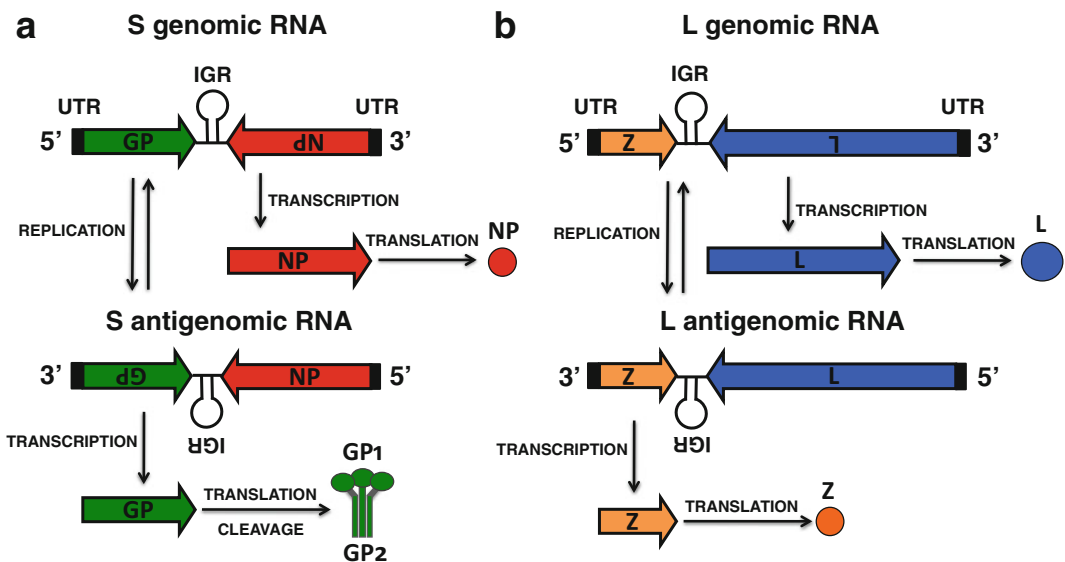 a
S genomic RNA
IGR
UTR
UTR
5’
GP
NP
3’
REPLICATION
TRANSCRIPTION
NP
TRANSLATION
NP
S antigenomic RNA
3’
GP
NP
5’
IGR
TRANSCRIPTION
GP
TRANSLATION
CLEAVAGE
GP1
GP2
b
L genomic RNA
IGR
UTR
UTR
5’
Z
L
3’
REPLICATION
TRANSCRIPTION
L
TRANSLATION
L
L antigenomic RNA
3’
Z
L
5’
IGR
TRANSCRIPTION
Z
TRANSLATION
Z